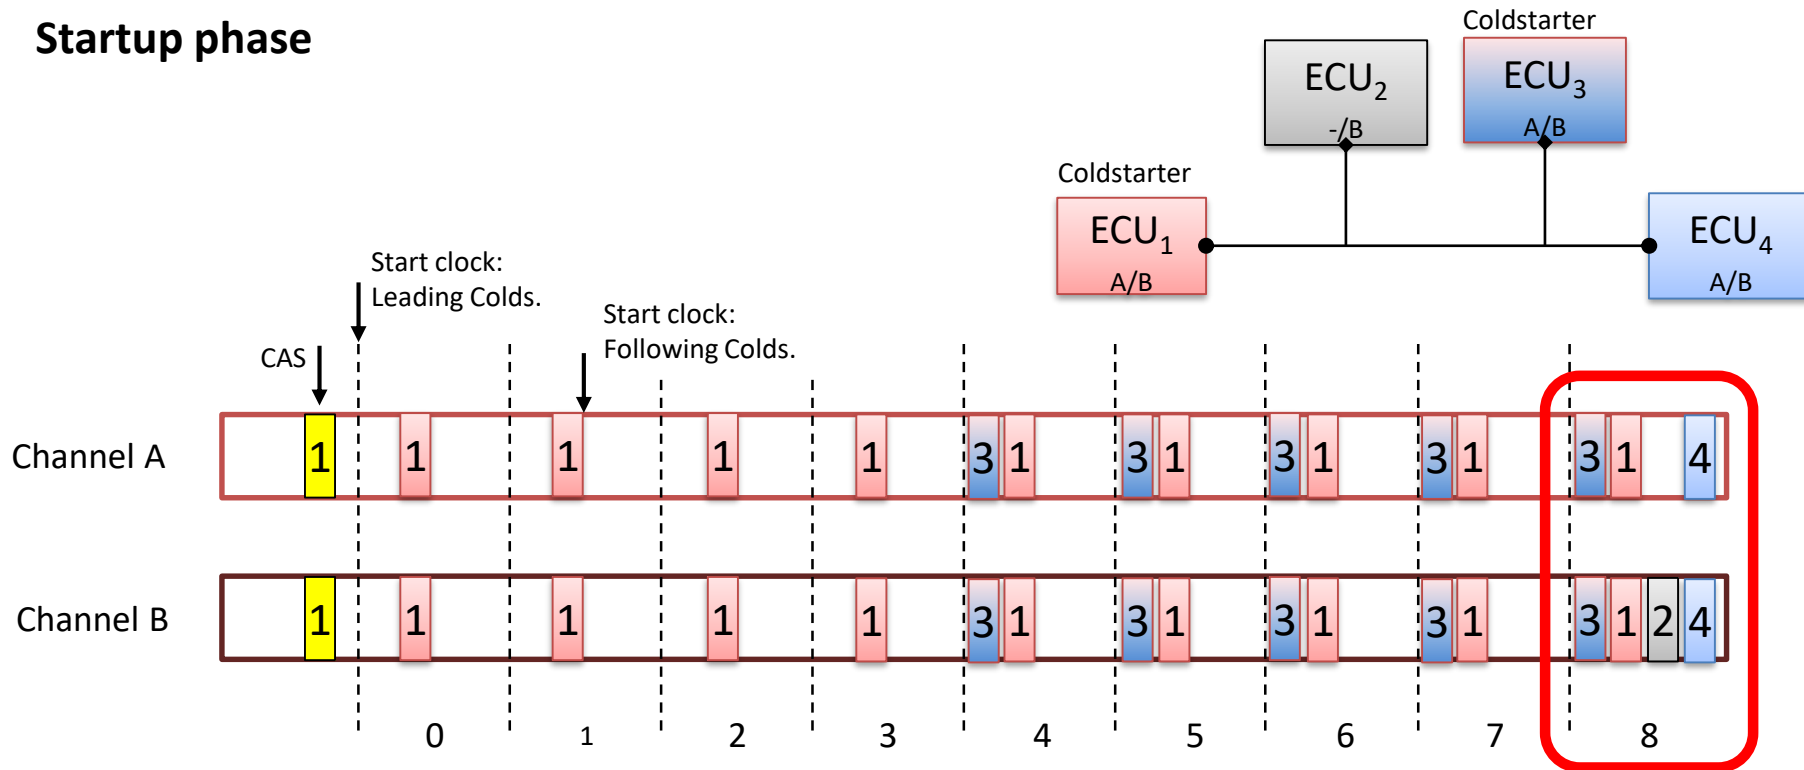 Startup phase
Coldstarter
ECU2
-/B
ECU3
A/B
Coldstarter
ECU1
A/B
ECU4
A/B
Start clock:
Leading Colds.
Start clock:
Following Colds.
CAS
Channel A
1 1 1 1 1 3 1 3 1 3 1 3 1 3 1 4
Channel B
1 1 1 1 1 3 1 3 1 3 1 3 1 3 1 2 4
0 1 2 3 4 5 6 7 8